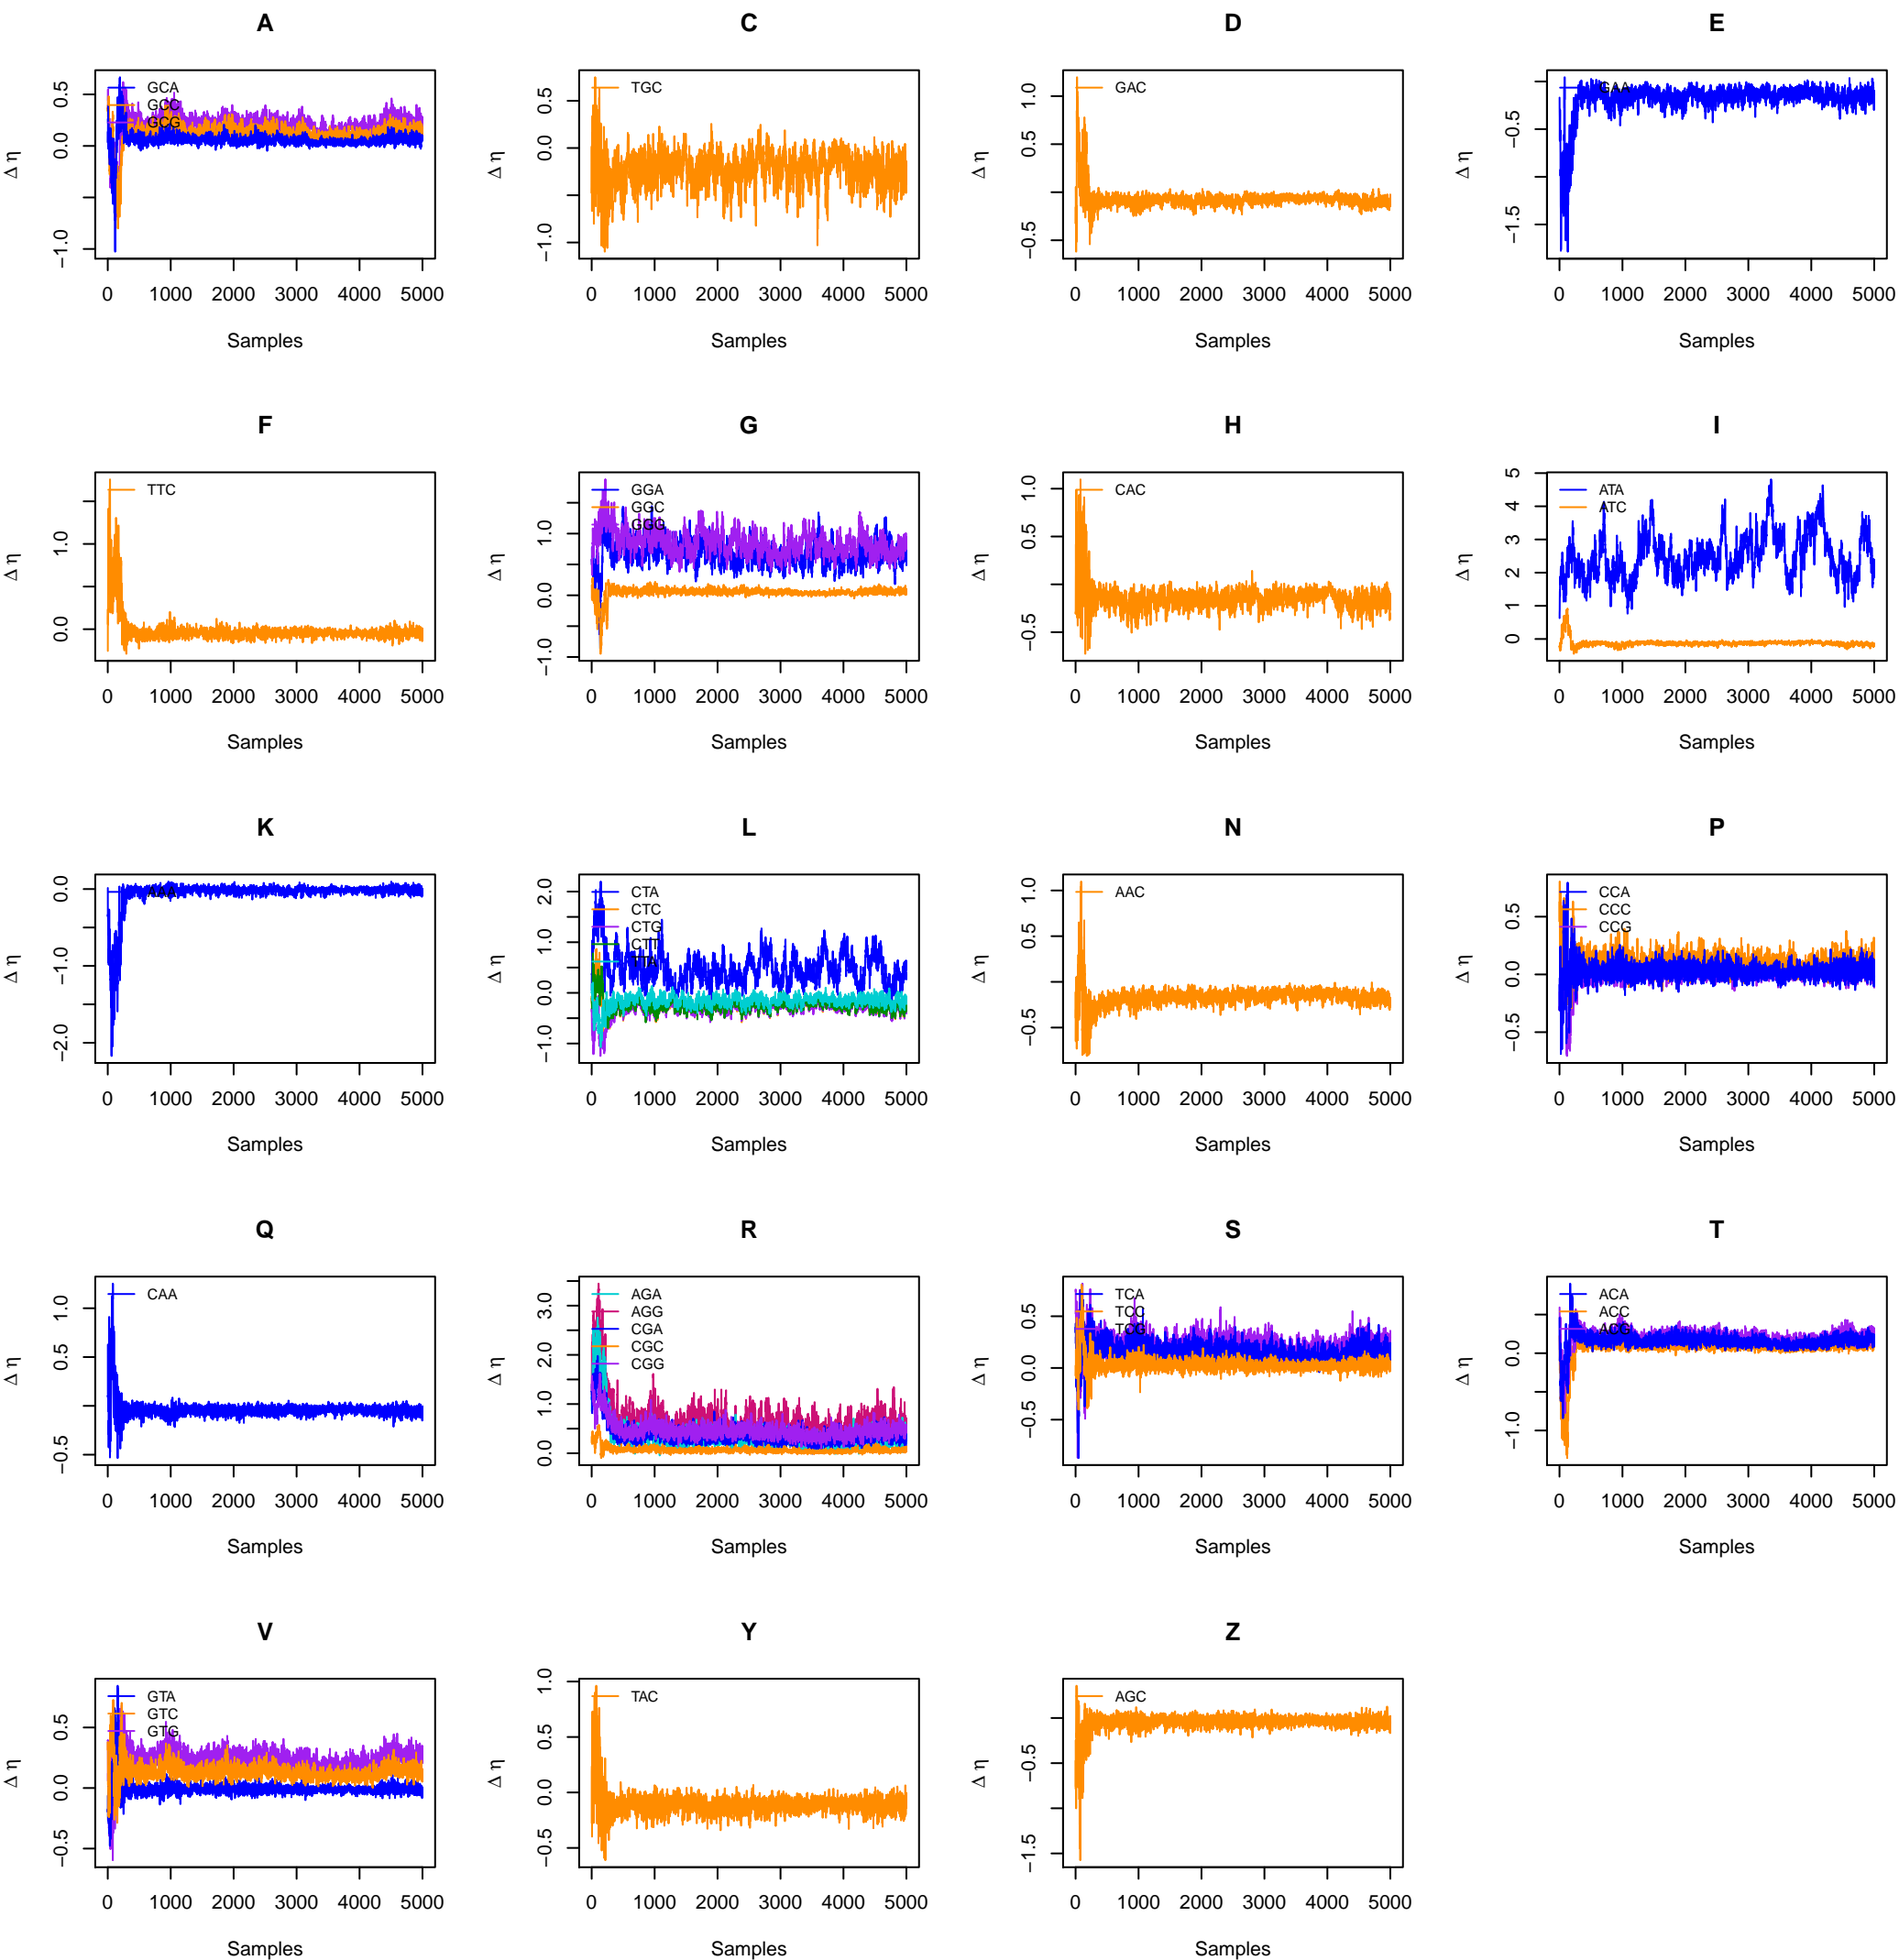 A
Δ η
0.5
0.0
−1.0
GCA
GCC
GCG
0 1000 2000 3000 4000 5000
Samples
C
Δ η
0.5
0.0
−1.0
TGC
0 1000 2000 3000 4000 5000
Samples
D
Δ η
1.0
0.5
−0.5
GAC
0 1000 2000 3000 4000 5000
Samples
E
Δ η
−0.5
−1.5
GAA
0 1000 2000 3000 4000 5000
Samples
F
Δ η
1.0
0.0
TTC
0 1000 2000 3000 4000 5000
Samples
G
Δ η
1.0
0.0
−1.0
GGA
GGC
GGG
0 1000 2000 3000 4000 5000
Samples
H
Δ η
1.0
0.5
−0.5
CAC
0 1000 2000 3000 4000 5000
Samples
I
Δ η
5
4
3
2
1
0
ATA
ATC
0 1000 2000 3000 4000 5000
Samples
K
Δ η
0.0
−1.0
−2.0
AAA
0 1000 2000 3000 4000 5000
Samples
L
Δ η
2.0
1.0
0.0
−1.0
CTA
CTC
CTG
CTT
TTA
0 1000 2000 3000 4000 5000
Samples
N
Δ η
1.0
0.5
−0.5
AAC
0 1000 2000 3000 4000 5000
Samples
P
Δ η
0.5
0.0
−0.5
CCA
CCC
CCG
0 1000 2000 3000 4000 5000
Samples
Q
Δ η
1.0
0.5
−0.5
CAA
0 1000 2000 3000 4000 5000
Samples
R
Δ η
3.0
2.0
1.0
0.0
AGA
AGG
CGA
CGC
CGG
0 1000 2000 3000 4000 5000
Samples
S
Δ η
0.5
0.0
−0.5
TCA
TCC
TCG
0 1000 2000 3000 4000 5000
Samples
T
Δ η
0.0
−1.0
ACA
ACC
ACG
0 1000 2000 3000 4000 5000
Samples
V
Δ η
0.5
0.0
−0.5
GTA
GTC
GTG
0 1000 2000 3000 4000 5000
Samples
Y
Δ η
1.0
0.5
0.0
−0.5
TAC
0 1000 2000 3000 4000 5000
Samples
Z
Δ η
−0.5
−1.5
AGC
0 1000 2000 3000 4000 5000
Samples